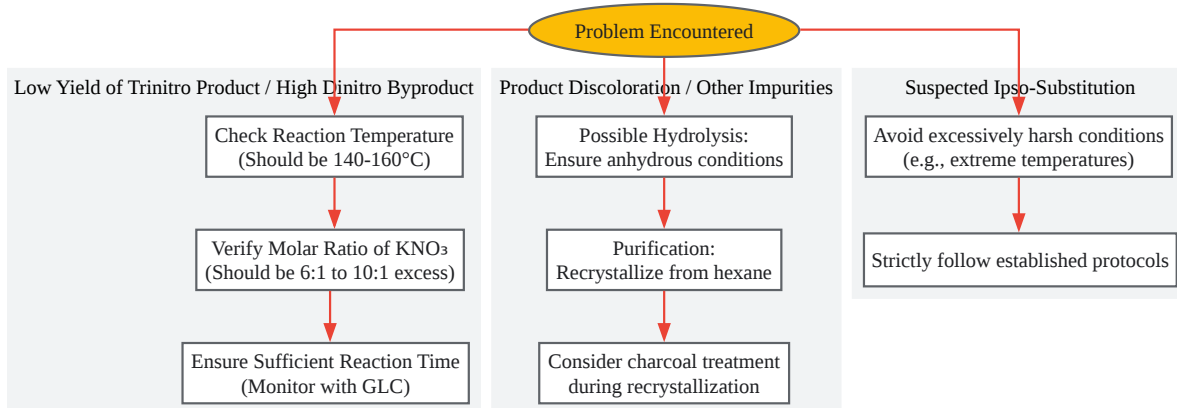 Problem Encountered
Low Yield of Trinitro Product / High Dinitro Byproduct
Check Reaction Temperature
(Should be 140-160°C)
Verify Molar Ratio of KNO₃
(Should be 6:1 to 10:1 excess)
Ensure Sufficient Reaction Time
(Monitor with GLC)
Product Discoloration / Other Impurities
Possible Hydrolysis:
Ensure anhydrous conditions
Purification:
Recrystallize from hexane
Consider charcoal treatment
during recrystallization
Suspected Ipso-Substitution
Avoid excessively harsh conditions
(e.g., extreme temperatures)
Strictly follow established protocols